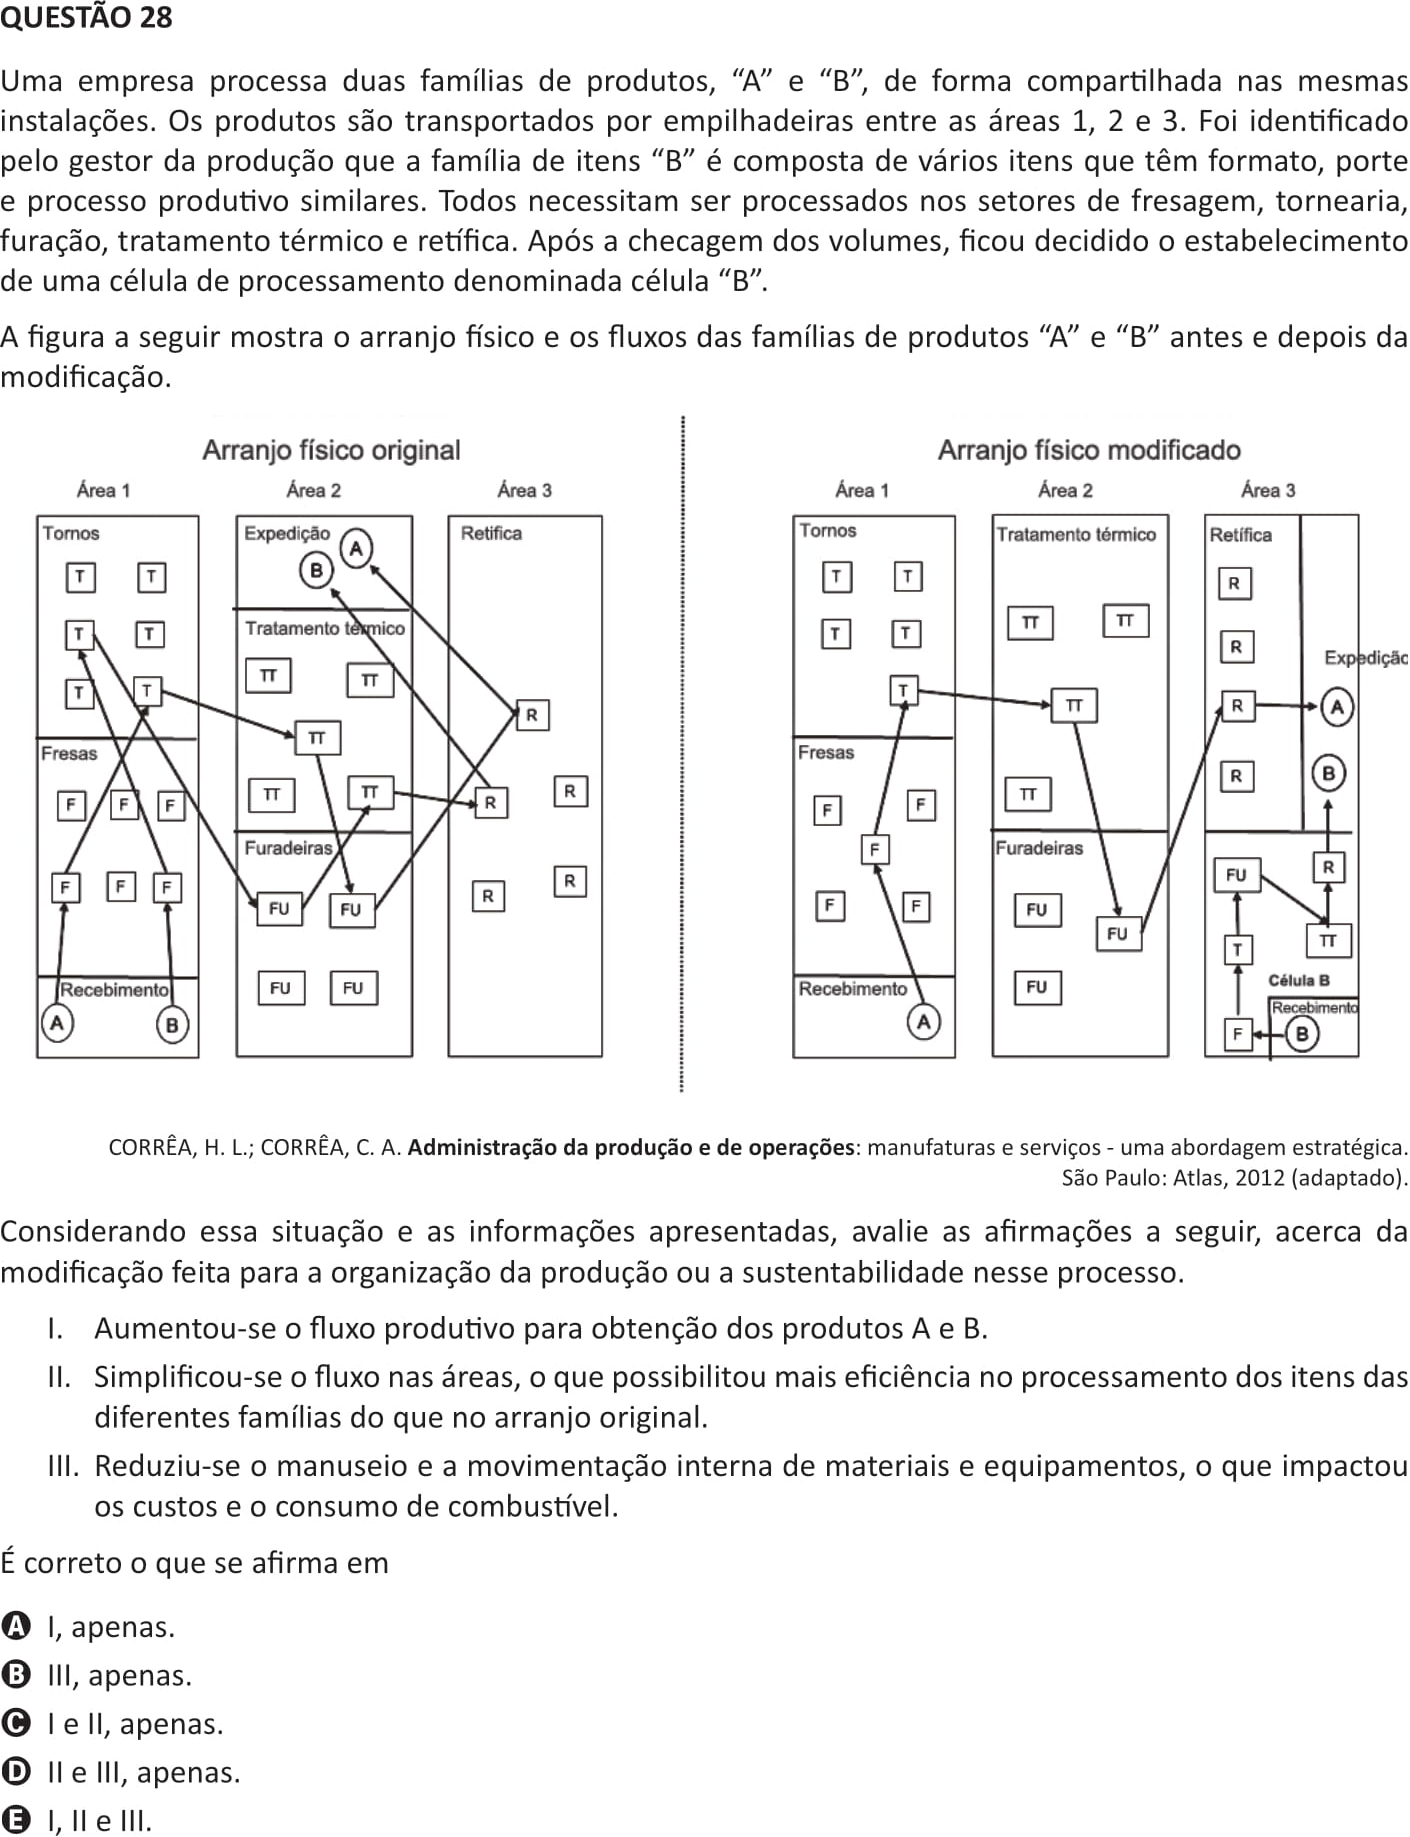 QUESTÃO 28
Uma empresa processa duas famílias de produtos, “A” e “B”, de forma compartilhada nas mesmas
instalações. Os produtos são transportados por empilhadeiras entre as áreas 1, 2 e 3. Foi identificado
pelo gestor da produção que a família de itens “B” é composta de vários itens que têm formato, porte
e processo produtivo similares. Todos necessitam ser processados nos setores de fresagem, tornearia,
furação, tratamento térmico e retífica. Após a checagem dos volumes, ficou decidido o estabelecimento
de uma célula de processamento denominada célula “B”.
A figura a seguir mostra o arranjo físico e os fluxos das famílias de produtos “A” e “B” antes e depois da
modificação.
Arranjo físico original
Área 1
Área 2
Área 3
Tornos
T
T
T
T
T
T
Fresas
F
F
F
F
F
F
Recebimento
A
B
Expedição
A
B
Tratamento térmico
TT
TT
TT
TT
TT
Furadeiras
FU
FU
FU
FU
Retifica
R
R
R
R
R
Arranjo físico modificado
Área 1
Área 2
Área 3
Tornos
T
T
T
T
T
Fresas
F
F
F
F
F
Recebimento
A
Tratamento térmico
TT
TT
TT
TT
Furadeiras
FU
FU
FU
Retífica
R
R
R
R
Expedição
A
B
FU
R
T
TT
Célula B
Recebimento
F
B
CORRÊA, H. L.; CORRÊA, C. A. Administração da produção e de operações: manufaturas e serviços - uma abordagem estratégica.
São Paulo: Atlas, 2012 (adaptado).
Considerando essa situação e as informações apresentadas, avalie as afirmações a seguir, acerca da
modificação feita para a organização da produção ou a sustentabilidade nesse processo.
I. Aumentou-se o fluxo produtivo para obtenção dos produtos A e B.
II. Simplificou-se o fluxo nas áreas, o que possibilitou mais eficiência no processamento dos itens das
diferentes famílias do que no arranjo original.
III. Reduziu-se o manuseio e a movimentação interna de materiais e equipamentos, o que impactou
os custos e o consumo de combustível.
É correto o que se afirma em
A I, apenas.
B III, apenas.
C I e II, apenas.
D II e III, apenas.
E I, II e III.